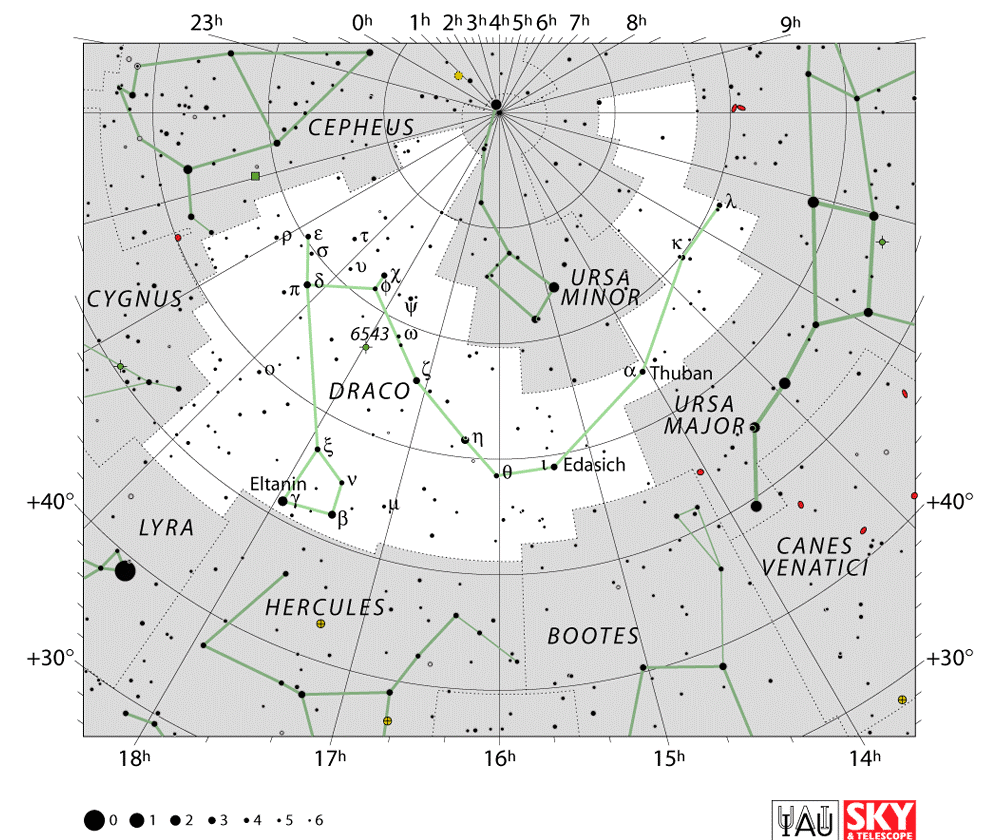 23h 0h 1h 2h 3h 4h 5h 6h 7h 8h 9h
CEPHEUS
λ
ρ ε τ κ
σ
υ χ URSA
π δ ϕ MINOR
CYGNUS ψ
6543 ω
ο ζ α Thuban
DRACO
URSA
MAJOR
η
ξ θ ι Edasich
Eltanin ν
+40° γ μ +40°
β
LYRA
CANES
VENATICI
HERCULES
BOOTES
+30° +30°
18h 17h 16h 15h 14h
0 1 2 3 4 5 6
IAU SKY
& TELESCOPE